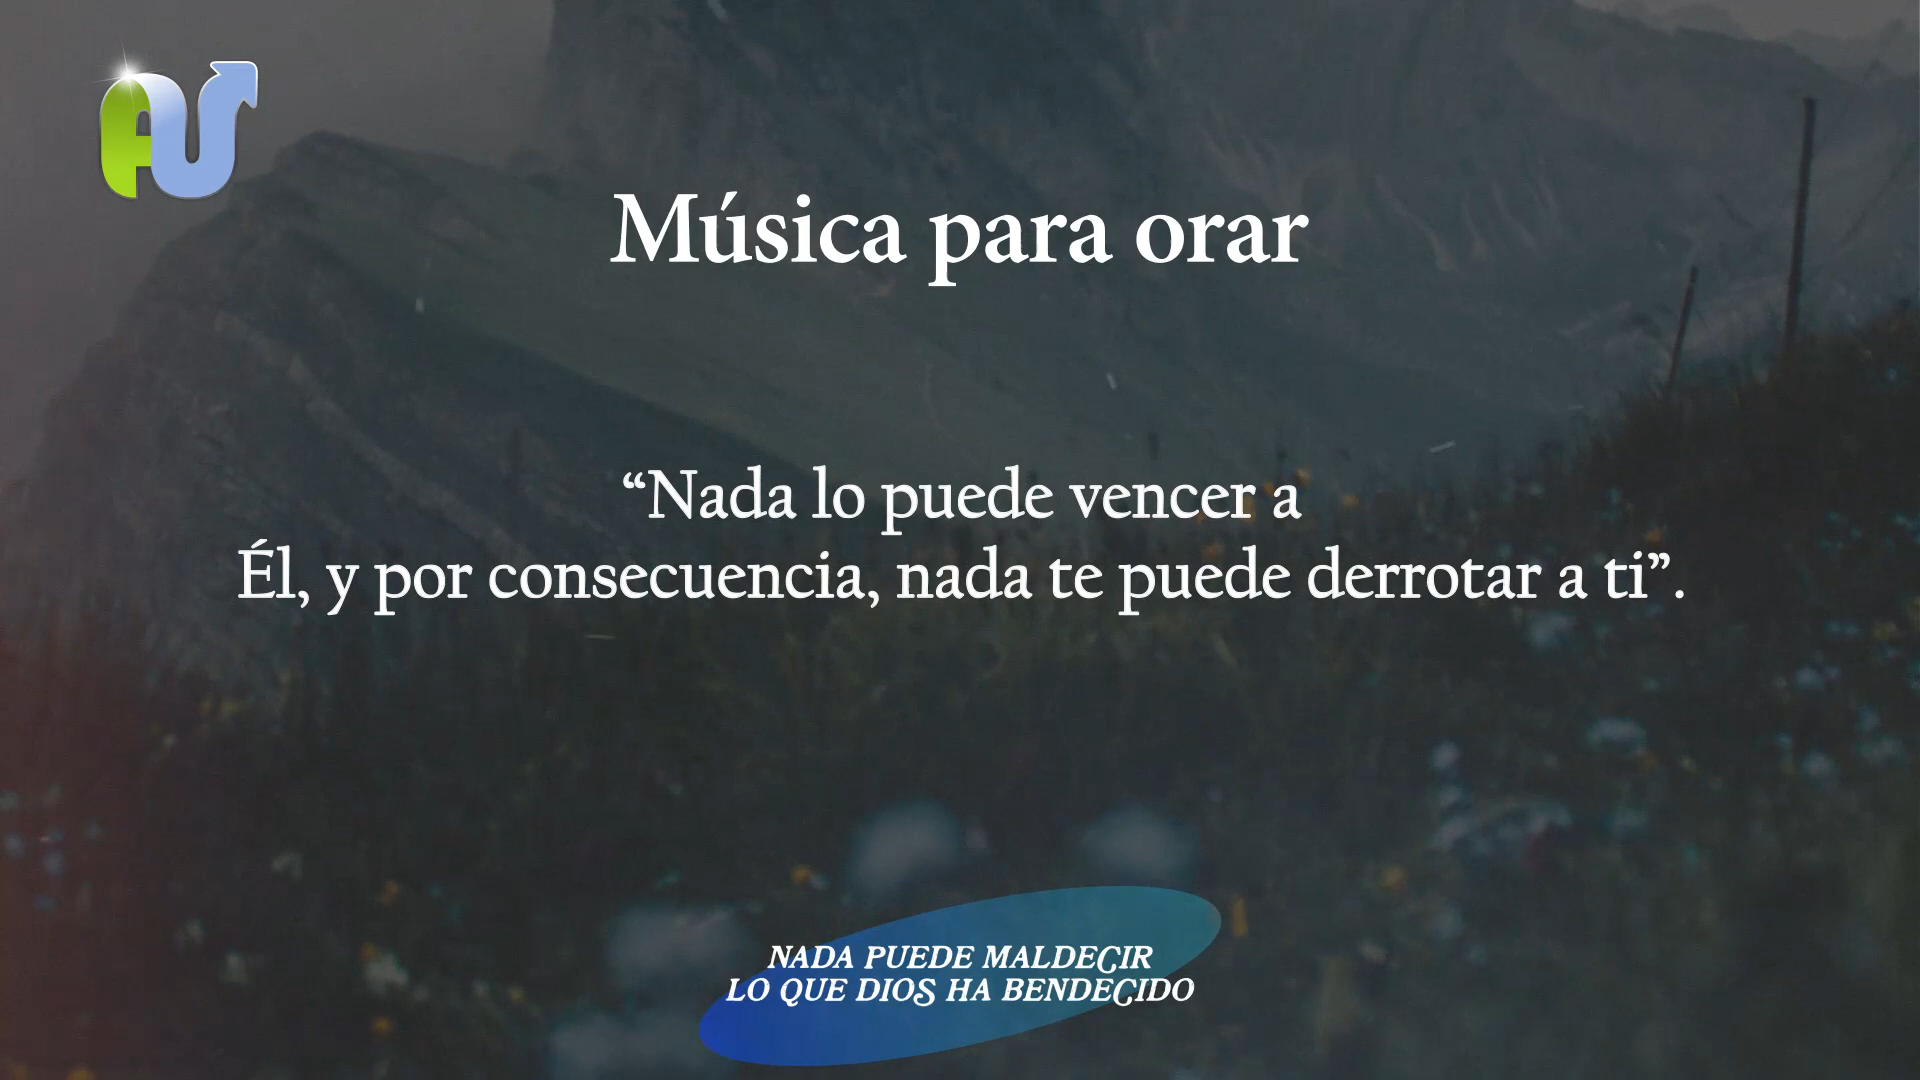 AU
Música para orar
“Nada lo puede vencer a
Él, y por consecuencia, nada te puede derrotar a ti”.
NADA PUEDE MALDECIR
LO QUE DIOS HA BENDECIDO